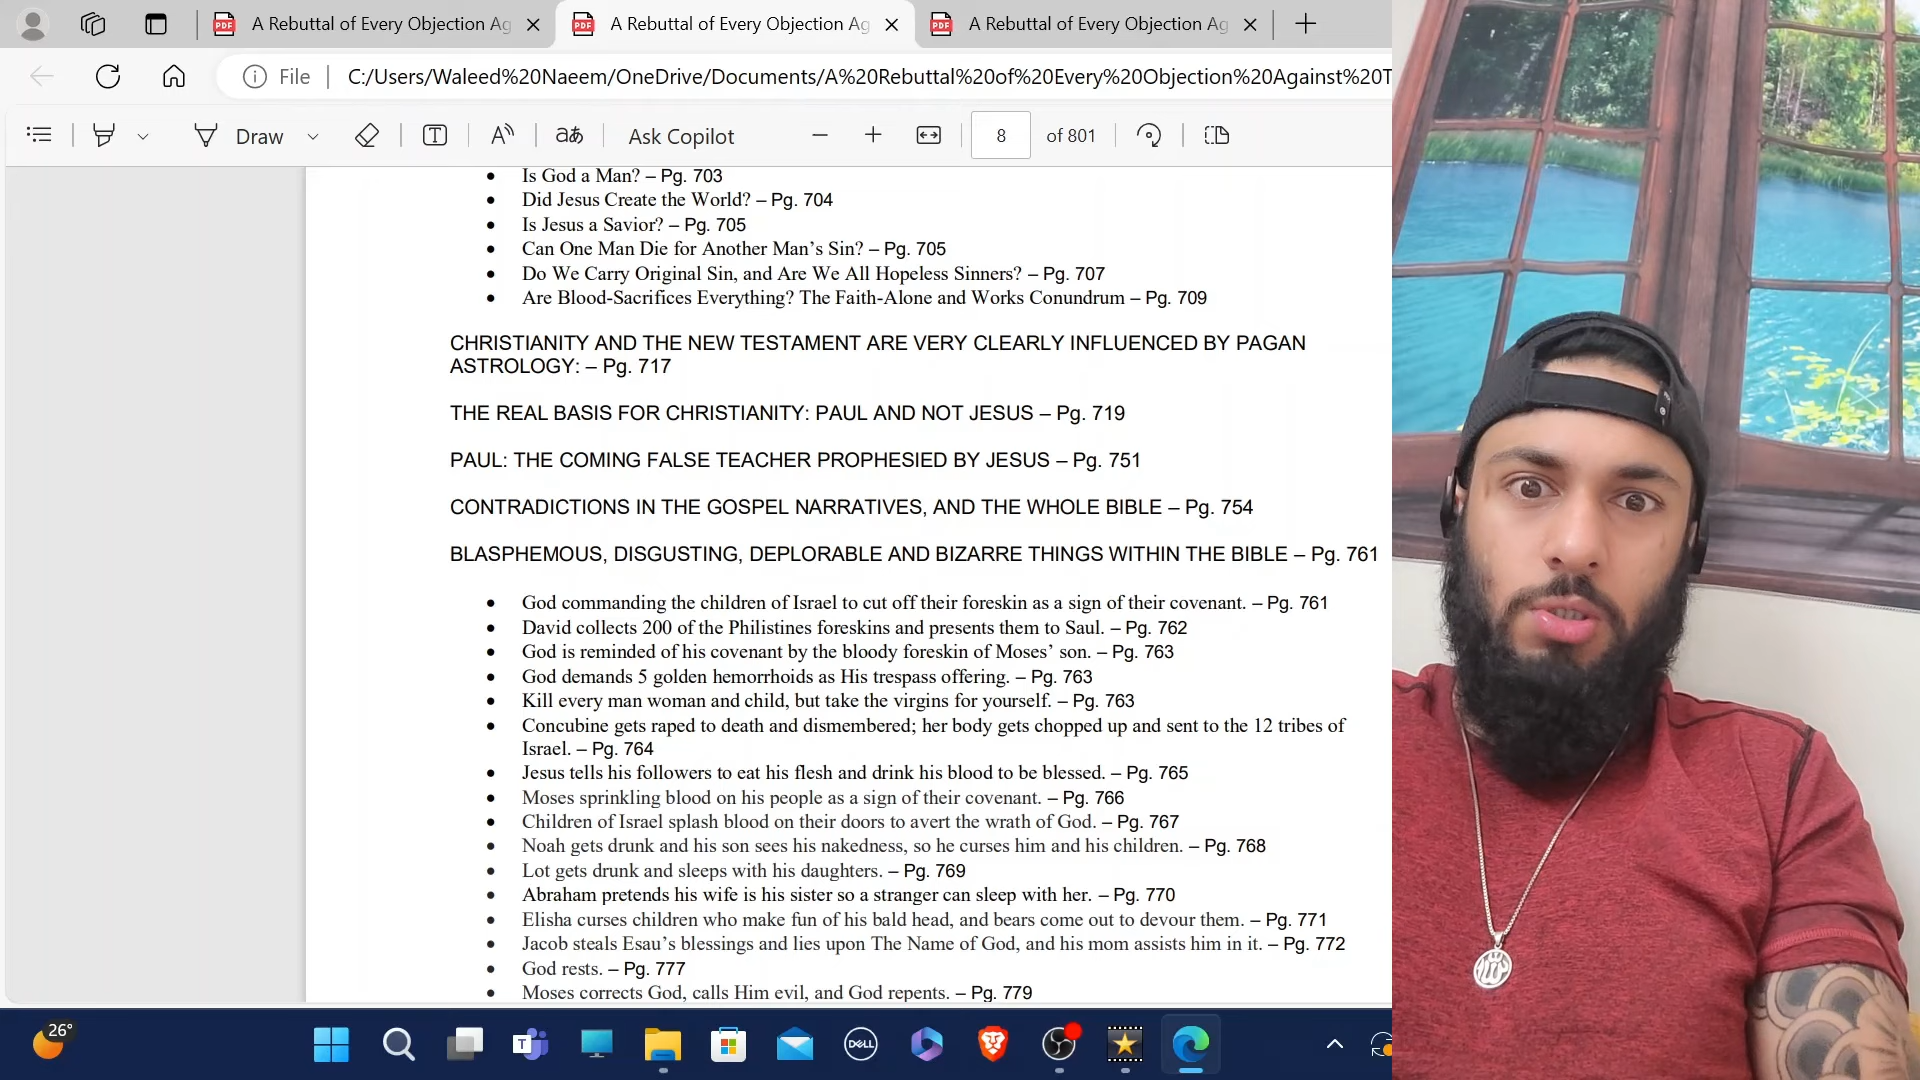 A Rebuttal of Every Objection Ag
A Rebuttal of Every Objection Ag
A Rebuttal of Every Objection Ag
File
C:/Users/Waleed%20Naeem/OneDrive/Documents/A%20Rebuttal%20of%20Every%20Objection%20Against%20T
Draw
Ask Copilot
8 of 801
• Is God a Man? – Pg. 703
• Did Jesus Create the World? – Pg. 704
• Is Jesus a Savior? – Pg. 705
• Can One Man Die for Another Man’s Sin? – Pg. 705
• Do We Carry Original Sin, and Are We All Hopeless Sinners? – Pg. 707
• Are Blood-Sacrifices Everything? The Faith-Alone and Works Conundrum – Pg. 709
CHRISTIANITY AND THE NEW TESTAMENT ARE VERY CLEARLY INFLUENCED BY PAGAN
ASTROLOGY: – Pg. 717
THE REAL BASIS FOR CHRISTIANITY: PAUL AND NOT JESUS – Pg. 719
PAUL: THE COMING FALSE TEACHER PROPHESIED BY JESUS – Pg. 751
CONTRADICTIONS IN THE GOSPEL NARRATIVES, AND THE WHOLE BIBLE – Pg. 754
BLASPHEMOUS, DISGUSTING, DEPLORABLE AND BIZARRE THINGS WITHIN THE BIBLE – Pg. 761
• God commanding the children of Israel to cut off their foreskin as a sign of their covenant. – Pg. 761
• David collects 200 of the Philistines foreskins and presents them to Saul. – Pg. 762
• God is reminded of his covenant by the bloody foreskin of Moses’ son. – Pg. 763
• God demands 5 golden hemorrhoids as His trespass offering. – Pg. 763
• Kill every man woman and child, but take the virgins for yourself. – Pg. 763
• Concubine gets raped to death and dismembered; her body gets chopped up and sent to the 12 tribes of
Israel. – Pg. 764
• Jesus tells his followers to eat his flesh and drink his blood to be blessed. – Pg. 765
• Moses sprinkling blood on his people as a sign of their covenant. – Pg. 766
• Children of Israel splash blood on their doors to avert the wrath of God. – Pg. 767
• Noah gets drunk and his son sees his nakedness, so he curses him and his children. – Pg. 768
• Lot gets drunk and sleeps with his daughters. – Pg. 769
• Abraham pretends his wife is his sister so a stranger can sleep with her. – Pg. 770
• Elisha curses children who make fun of his bald head, and bears come out to devour them. – Pg. 771
• Jacob steals Esau’s blessings and lies upon The Name of God, and his mom assists him in it. – Pg. 772
• God rests. – Pg. 777
• Moses corrects God, calls Him evil, and God repents. – Pg. 779
26°
DELL
الله